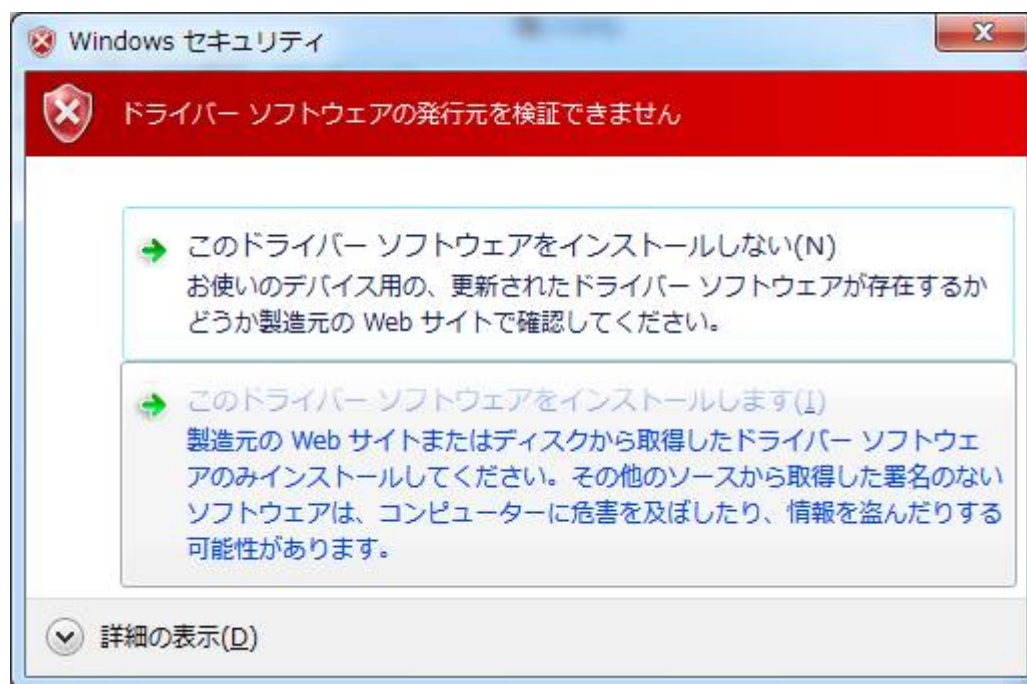 Windows セキュリティ
ドライバー ソフトウェアの発行元を検証できません
このドライバー ソフトウェアをインストールしない(N)
お使いのデバイス用の、更新されたドライバー ソフトウェアが存在するか
どうか製造元の Web サイトで確認してください。
このドライバー ソフトウェアをインストールします(I)
製造元の Web サイトまたはディスクから取得したドライバー ソフトウェ
アのみインストールしてください。その他のソースから取得した署名のない
ソフトウェアは、コンピューターに危害を及ぼしたり、情報を盗んだりする
可能性があります。
詳細の表示(D)